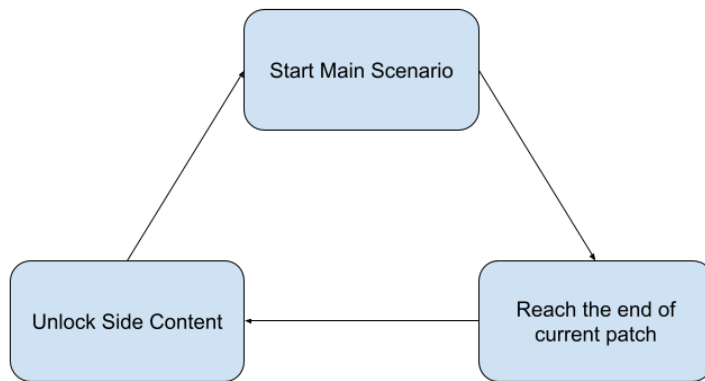 Start Main Scenario
Unlock Side Content
Reach the end of
current patch